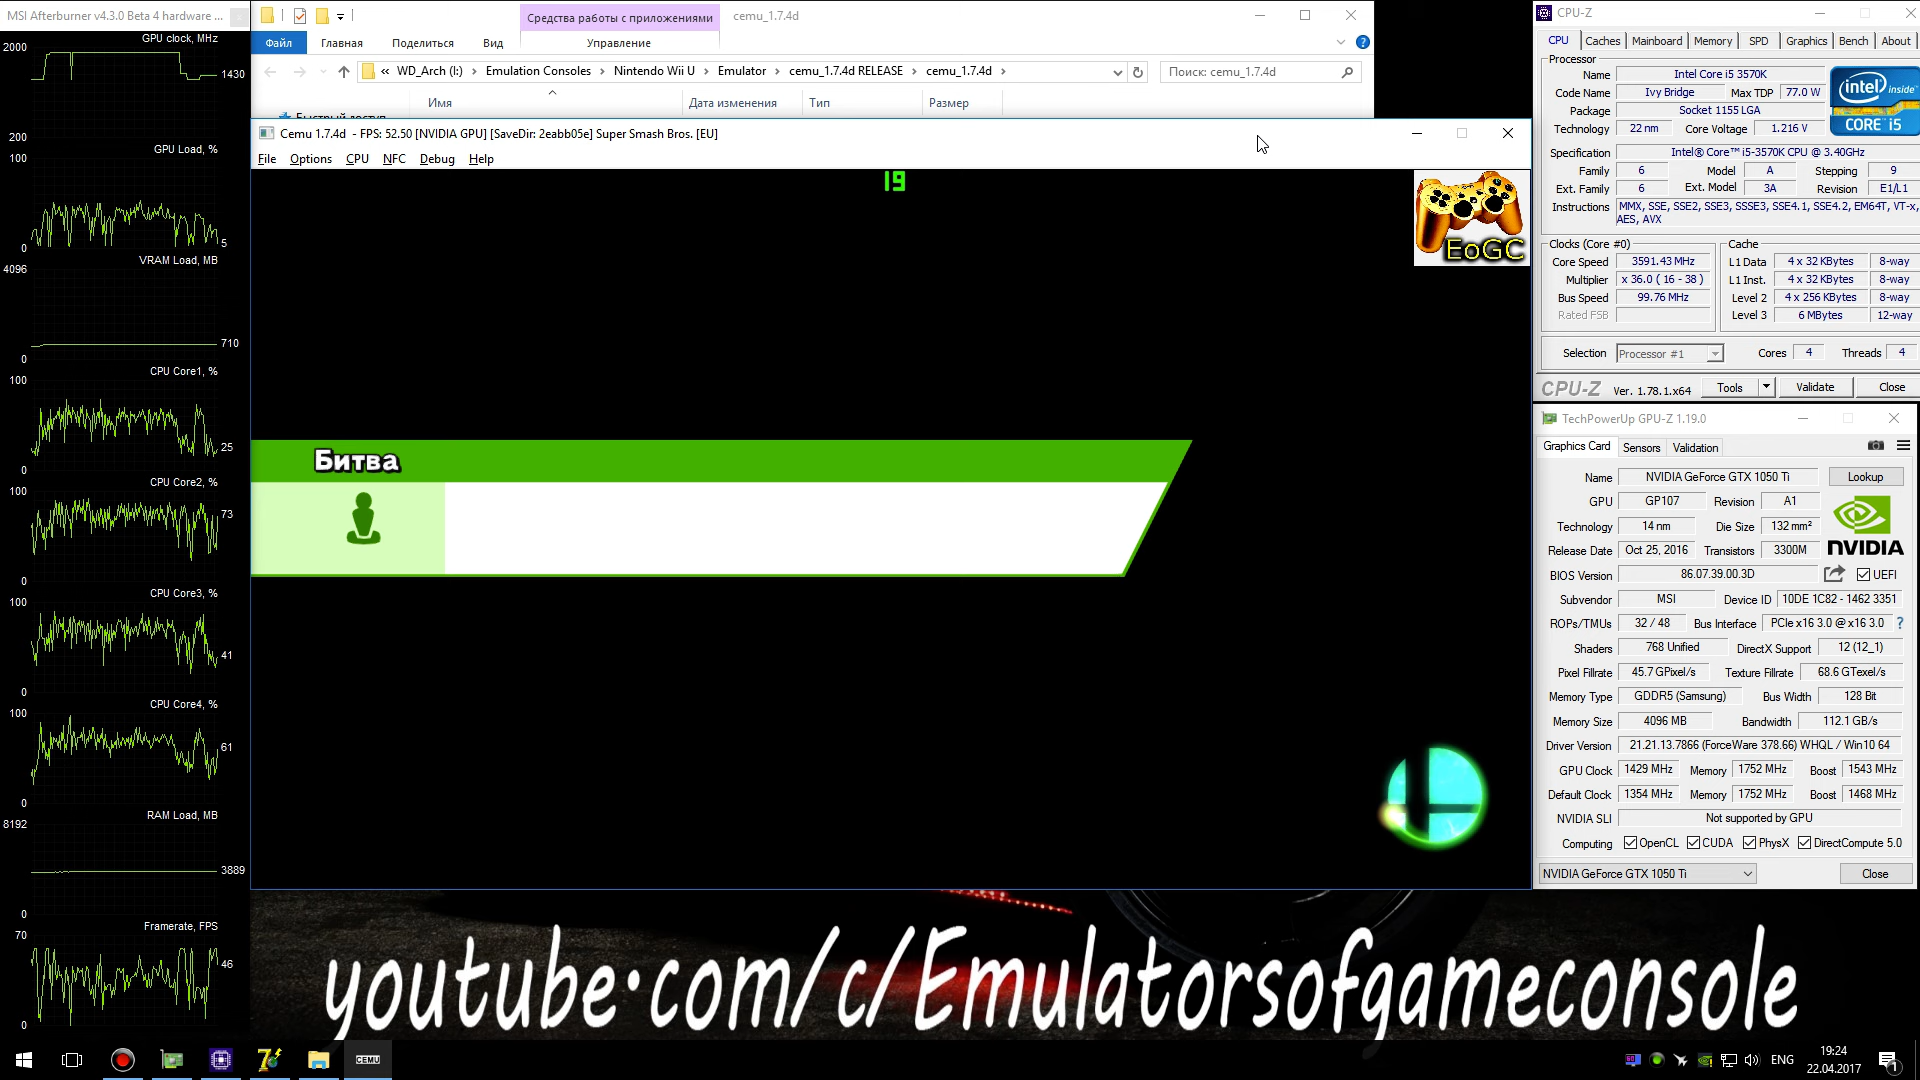 MSI Afterburner v4.3.0 Beta 4 hardware ...
GPU clock, MHz
2000
1430
200
GPU Load, %
100
5
0
VRAM Load, MB
4096
710
0
CPU Core1, %
100
25
0
CPU Core2, %
100
73
0
CPU Core3, %
100
41
0
CPU Core4, %
100
61
0
RAM Load, MB
8192
3889
0
Framerate, FPS
70
46
0
Средства работы с приложениями
cemu_1.7.4d
Файл Главная Поделиться Вид Управление
« WD_Arch (I:) › Emulation Consoles › Nintendo Wii U › Emulator › cemu_1.7.4d RELEASE › cemu_1.7.4d ›
Поиск: cemu_1.7.4d
Имя Дата изменения Тип Размер
Быстрый доступ
Cemu 1.7.4d - FPS: 52.50 [NVIDIA GPU] [SaveDir: 2eabb05e] Super Smash Bros. [EU]
File Options CPU NFC Debug Help
19
EoGC
Битва
CPU-Z
CPU Caches Mainboard Memory SPD Graphics Bench About
Processor
Name Intel Core i5 3570K
Code Name Ivy Bridge Max TDP 77.0 W
Package Socket 1155 LGA
Technology 22 nm Core Voltage 1.216 V
intel inside™
CORE i5
Specification Intel® Core™ i5-3570K CPU @ 3.40GHz
Family 6 Model A Stepping 9
Ext. Family 6 Ext. Model 3A Revision E1/L1
Instructions MMX, SSE, SSE2, SSE3, SSSE3, SSE4.1, SSE4.2, EM64T, VT-x,
AES, AVX
Clocks (Core #0)
Core Speed 3591.43 MHz
Multiplier x 36.0 ( 16 - 38 )
Bus Speed 99.76 MHz
Rated FSB
Cache
L1 Data 4 x 32 KBytes 8-way
L1 Inst. 4 x 32 KBytes 8-way
Level 2 4 x 256 KBytes 8-way
Level 3 6 MBytes 12-way
Selection Processor #1 Cores 4 Threads 4
CPU-Z Ver. 1.78.1.x64 Tools Validate Close
TechPowerUp GPU-Z 1.19.0
Graphics Card Sensors Validation
Name NVIDIA GeForce GTX 1050 Ti Lookup
GPU GP107 Revision A1
Technology 14 nm Die Size 132 mm²
Release Date Oct 25, 2016 Transistors 3300M
NVIDIA
BIOS Version 86.07.39.00.3D UEFI
Subvendor MSI Device ID 10DE 1C82 - 1462 3351
ROPs/TMUs 32 / 48 Bus Interface PCIe x16 3.0 @ x16 3.0 ?
Shaders 768 Unified DirectX Support 12 (12_1)
Pixel Fillrate 45.7 GPixel/s Texture Fillrate 68.6 GTexel/s
Memory Type GDDR5 (Samsung) Bus Width 128 Bit
Memory Size 4096 MB Bandwidth 112.1 GB/s
Driver Version 21.21.13.7866 (ForceWare 378.66) WHQL / Win10 64
GPU Clock 1429 MHz Memory 1752 MHz Boost 1543 MHz
Default Clock 1354 MHz Memory 1752 MHz Boost 1468 MHz
NVIDIA SLI Not supported by GPU
Computing OpenCL CUDA PhysX DirectCompute 5.0
NVIDIA GeForce GTX 1050 Ti Close
youtube.com/c/Emulatorsofgameconsole
CEMU
ENG
19:24
22.04.2017
1